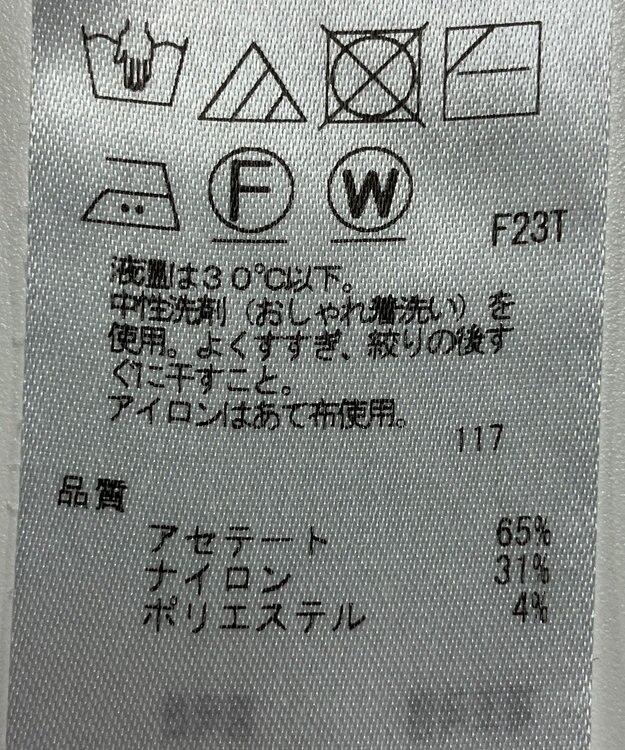 F W F23T
液温は30℃以下。
中性洗剤（おしゃれ着洗い）を
使用。よくすすぎ、絞りの後す
ぐに干すこと。
アイロンはあて布使用。
117
品質
アセテート 65%
ナイロン 31%
ポリエステル 4%